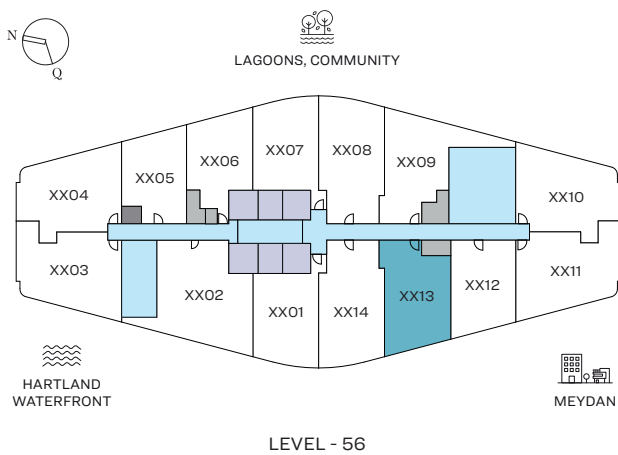 N
Q
LAGOONS, COMMUNITY
XX07
XX08
XX06
XX09
XX05
XX04
XX10
XX03
XX02
XX01
XX14
XX13
XX12
XX11
HARTLAND
WATERFRONT
MEYDAN
LEVEL - 56